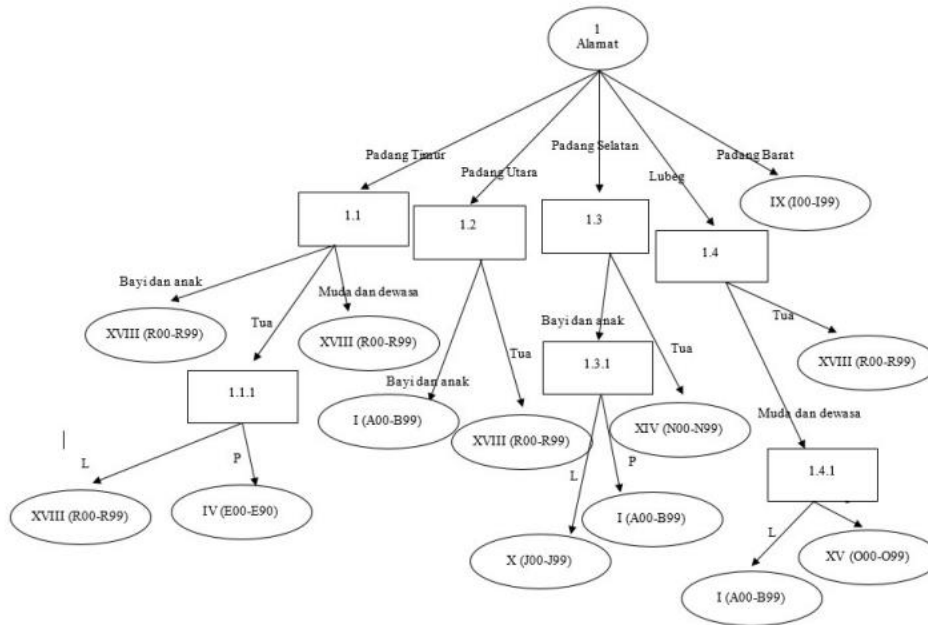 1
Alamat
Padang Timur
Padang Utara
Padang Selatan
Lubeg
Padang Barat
1.1
1.2
1.3
1.4
IX (I00-I99)
Bayi dan anak
Tua
Muda dan dewasa
XVIII (R00-R99)
XVIII (R00-R99)
Bayi dan anak
Tua
Bayi dan anak
Tua
Muda dan dewasa
Tua
XVIII (R00-R99)
1.1.1
I (A00-B99)
XVIII (R00-R99)
1.3.1
XIV (N00-N99)
1.4.1
L
P
XVIII (R00-R99)
IV (E00-E90)
L
P
X (J00-J99)
I (A00-B99)
L
I (A00-B99)
XV (O00-O99)